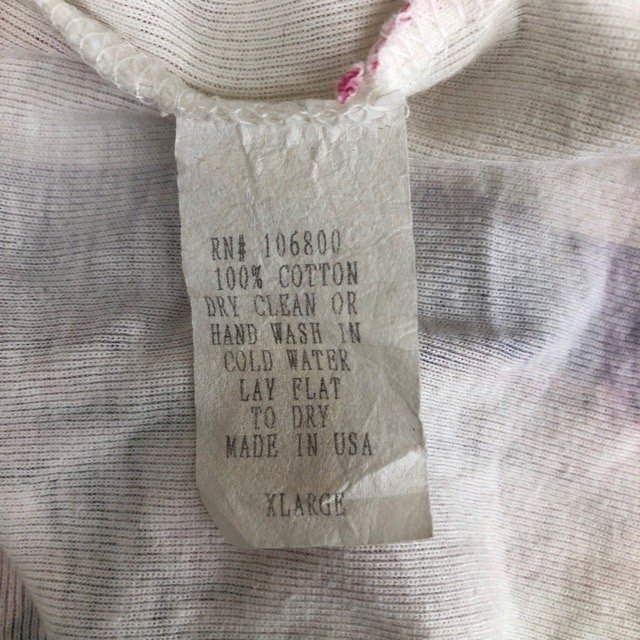 RN# 106800
100% COTTON
DRY CLEAN OR
HAND WASH IN
COLD WATER
LAY FLAT
TO DRY
MADE IN USA
XLARGE